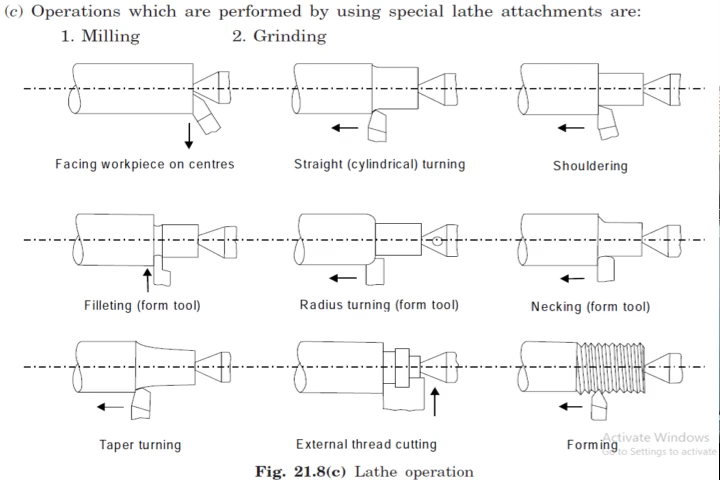 (c) Operations which are performed by using special lathe attachments are:
1. Milling 2. Grinding
Facing workpiece on centres Straight (cylindrical) turning Shouldering
Filleting (form tool) Radius turning (form tool) Necking (form tool)
Taper turning External thread cutting Forming
Activate Windows
Go to Settings to activate
Fig. 21.8(c) Lathe operation